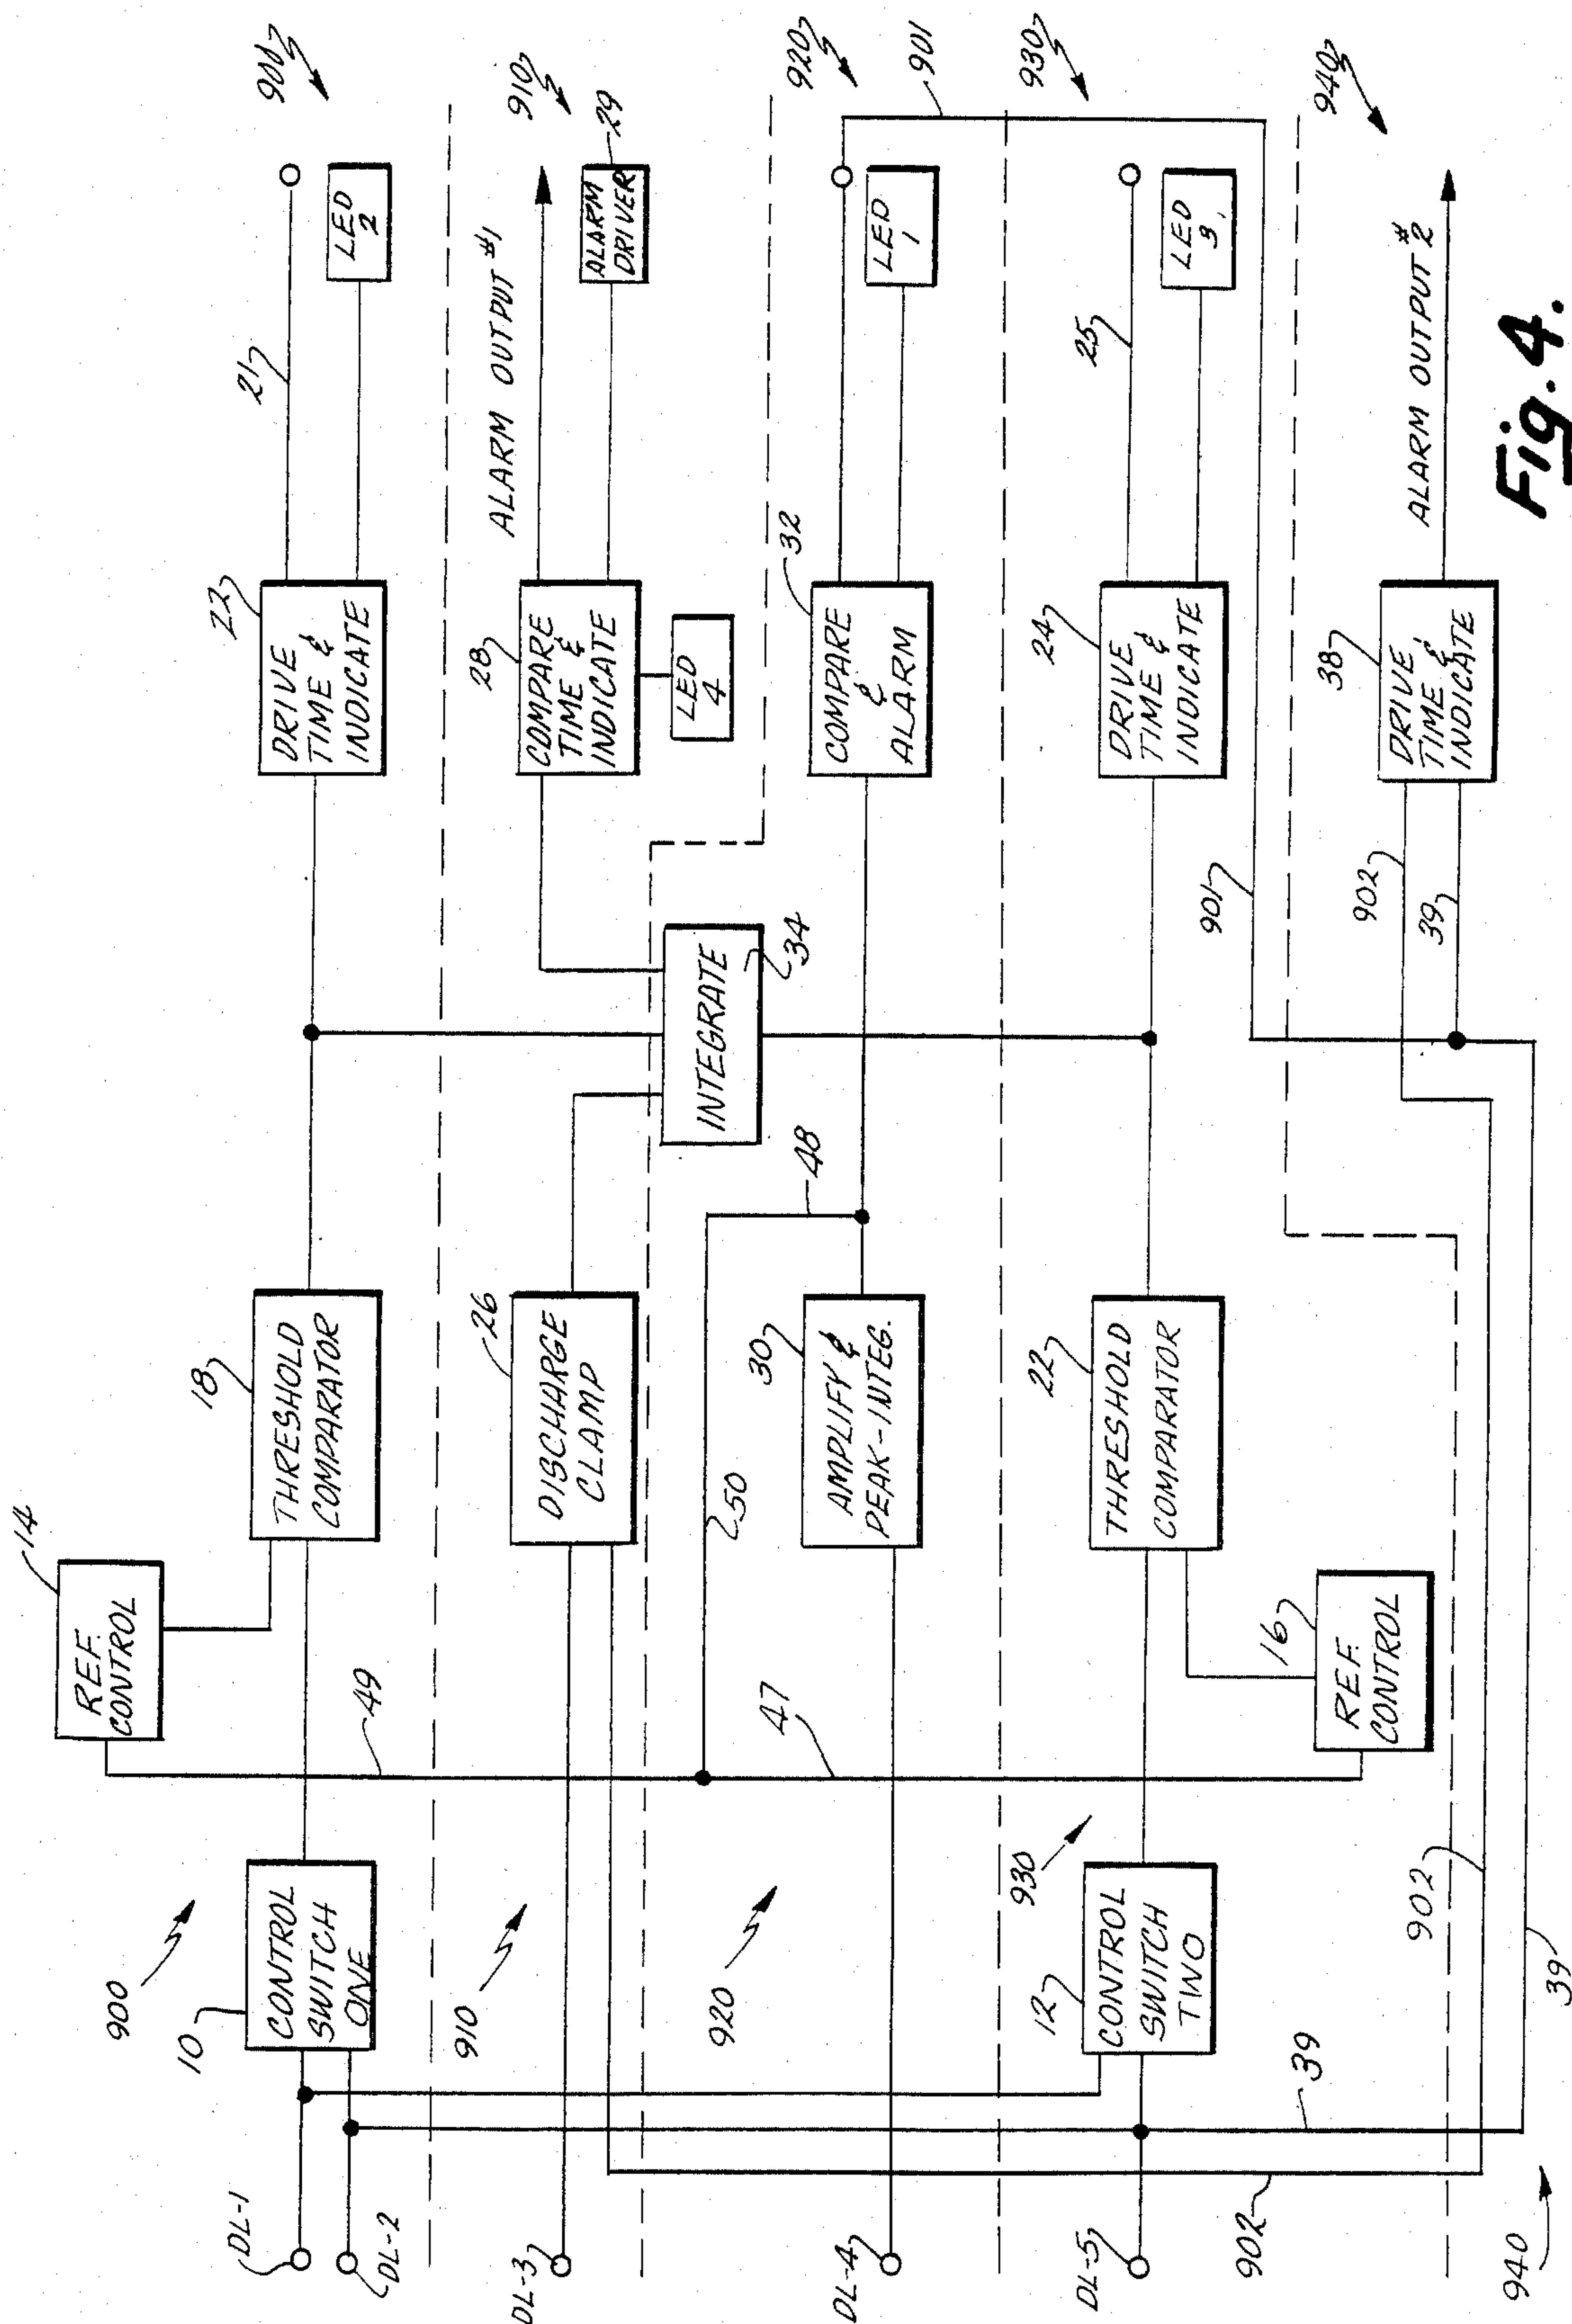 900
14
REF.
CONTROL
49
10
CONTROL
SWITCH
ONE
DL-1
DL-2
18
THRESHOLD
COMPARATOR
22
DRIVE
TIME &
INDICATE
21
LED
2
900
910
DL-3
26
DISCHARGE
CLAMP
28
COMPARE
TIME &
INDICATE
LED
4
ALARM OUTPUT #1
ALARM
DRIVER
29
910
INTEGRATE
34
50
48
920
47
DL-4
30
AMPLIFY &
PEAK-INTEG.
32
COMPARE
&
ALARM
LED
1
920
901
930
12
CONTROL
SWITCH
TWO
DL-5
22
THRESHOLD
COMPARATOR
16
REF.
CONTROL
24
DRIVE
TIME &
INDICATE
25
LED
3
930
901
902
39
902
39
902
39
38
DRIVE,
TIME &
INDICATE
ALARM OUTPUT #2
940
940
Fig. 4.